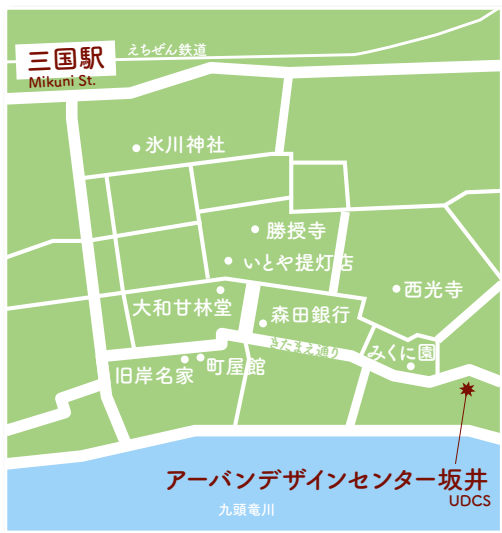 三国駅
Mikuni St.
えちぜん鉄道
氷川神社
勝授寺
いとや提灯店
西光寺
大和甘林堂
森田銀行
きたまえ通り
みくに園
旧岸名家
町屋館
アーバンデザインセンター坂井
UDCS
九頭竜川